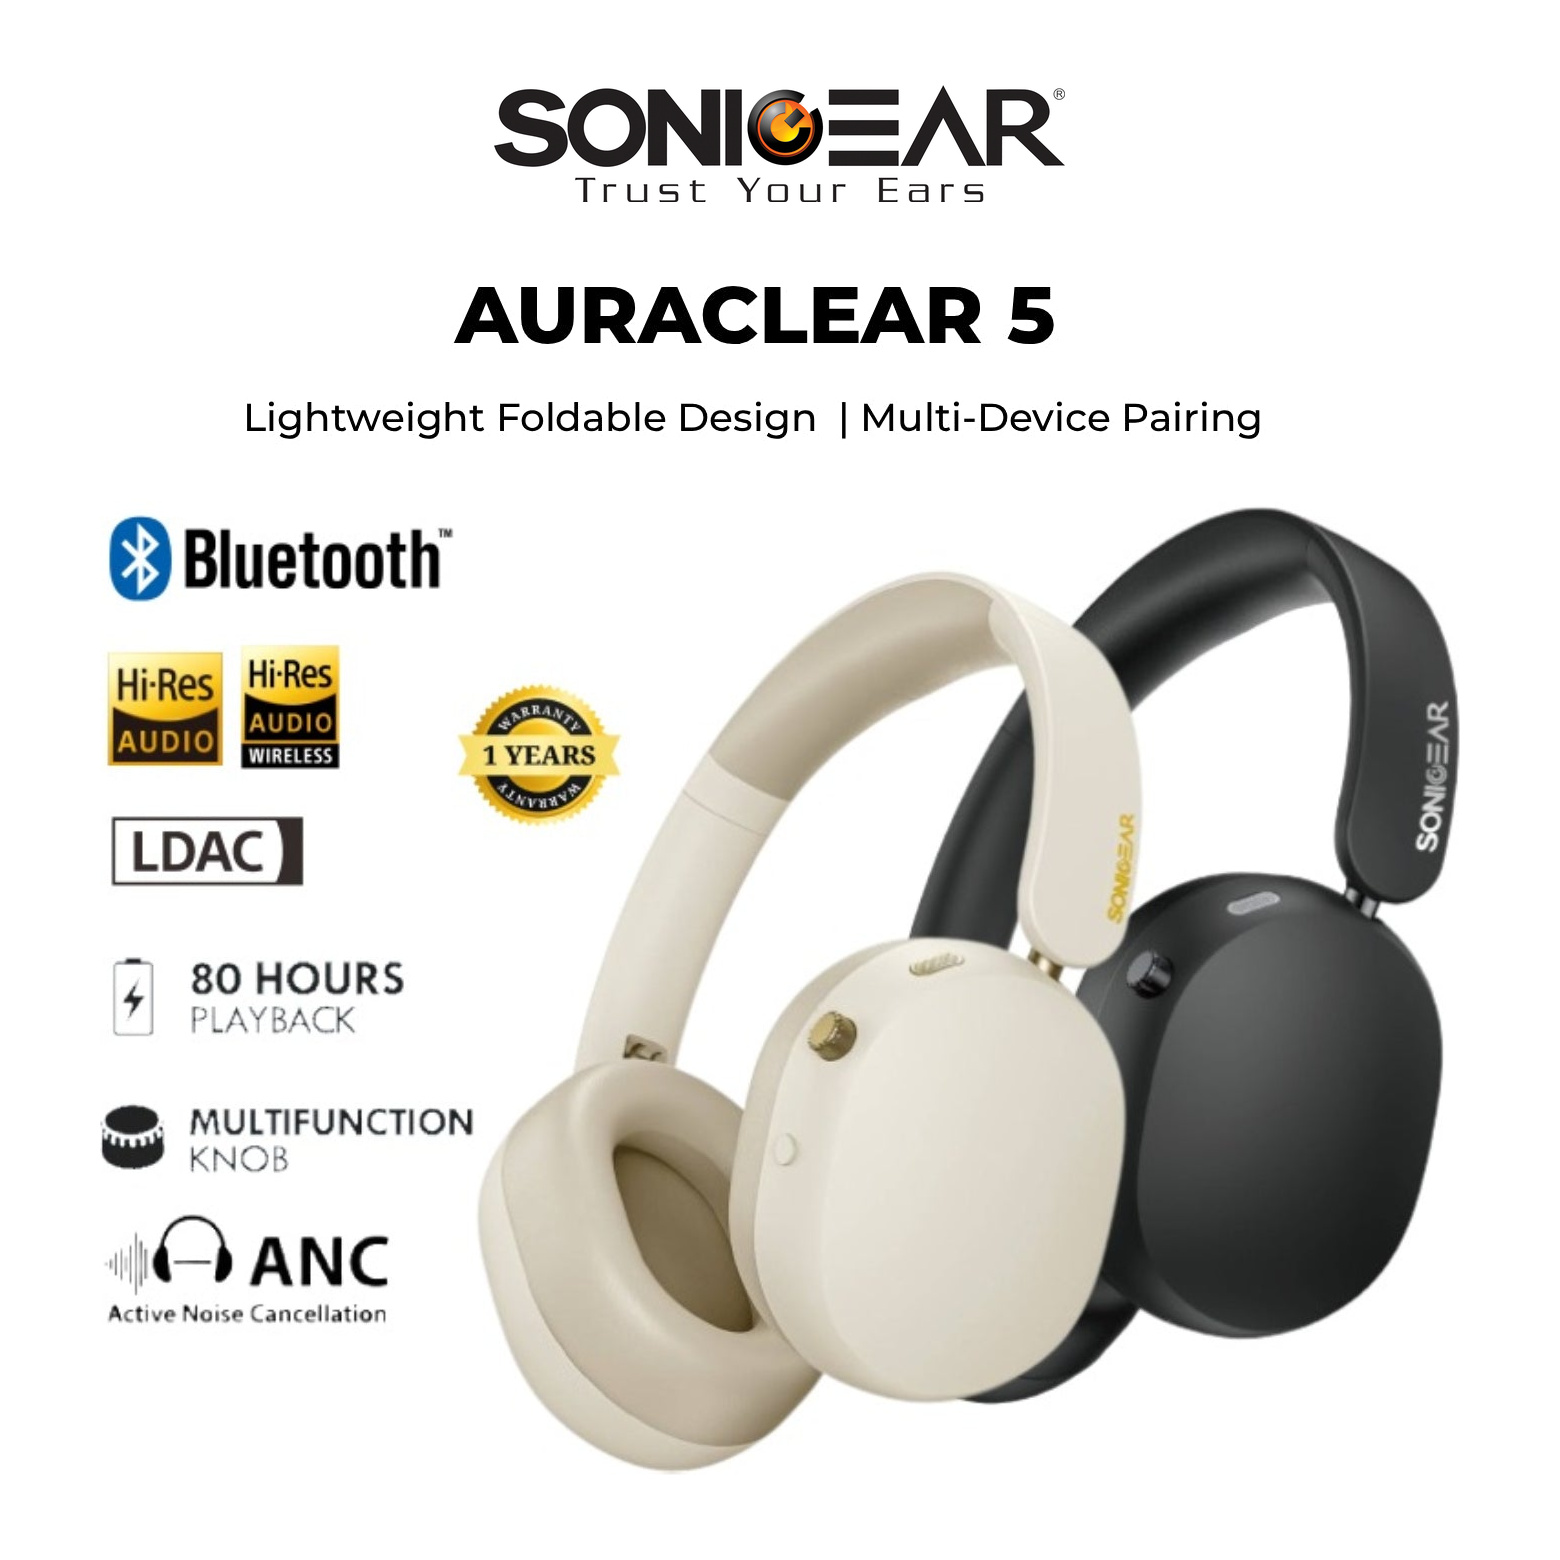 SONICGEAR®
Trust Your Ears
AURACLEAR 5
Lightweight Foldable Design | Multi-Device Pairing
Bluetooth™
Hi-Res
AUDIO
Hi-Res
AUDIO
WIRELESS
WARRANTY
1 YEARS
WARRANTY
LDAC
80 HOURS
PLAYBACK
MULTIFUNCTION
KNOB
ANC
Active Noise Cancellation
SONICGEAR
SONICGEAR